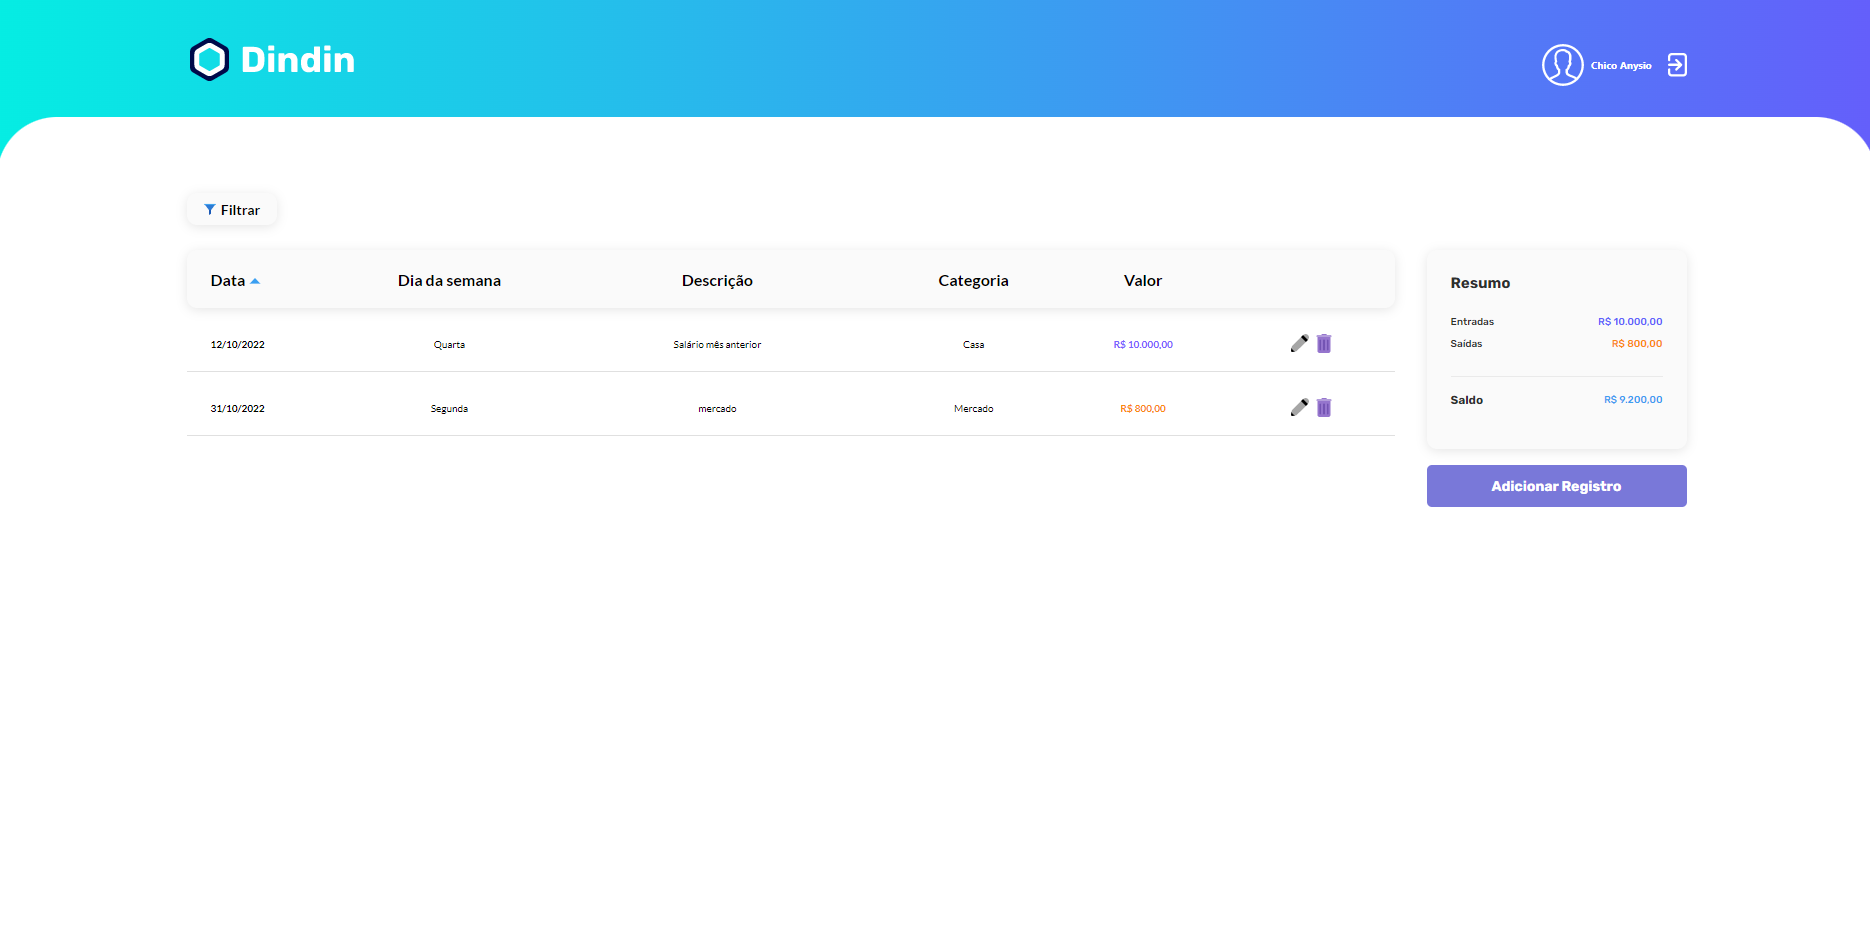 Dindin
Chico Anysio
Filtrar
Data Dia da semana Descrição Categoria Valor
12/10/2022 Quarta Salário mês anterior Casa R$ 10.000,00
31/10/2022 Segunda mercado Mercado R$ 800,00
Resumo
Entradas R$ 10.000,00
Saídas R$ 800,00
Saldo R$ 9.200,00
Adicionar Registro